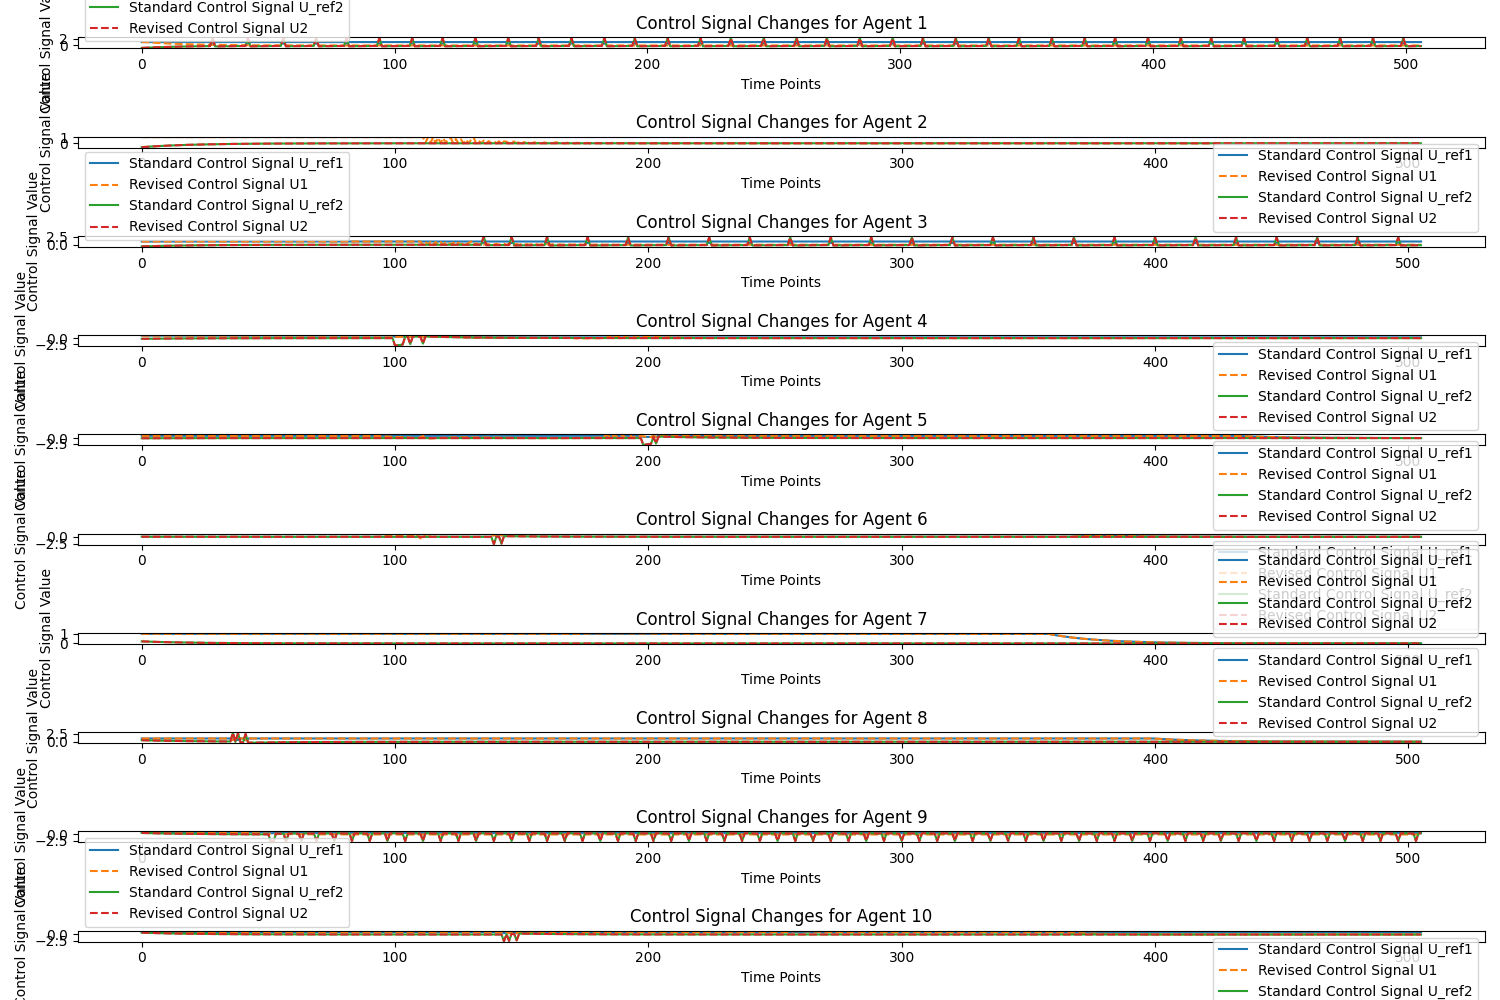 Standard Control Signal U_ref2
Revised Control Signal U2
Control Signal Changes for Agent 1
2
0
0 100 200 300 400 500
Time Points
Control Signal Changes for Agent 2
1
0
0 100 200 300 400 500
Time Points
Control Signal Value
Standard Control Signal U_ref1
Revised Control Signal U1
Standard Control Signal U_ref2
Revised Control Signal U2
Standard Control Signal U_ref1
Revised Control Signal U1
Standard Control Signal U_ref2
Revised Control Signal U2
Control Signal Changes for Agent 3
2.5
0.0
0 100 200 300 400 500
Time Points
Control Signal Value
Control Signal Changes for Agent 4
0.0
−2.5
0 100 200 300 400 500
Time Points
Control Signal Value
Standard Control Signal U_ref1
Revised Control Signal U1
Standard Control Signal U_ref2
Revised Control Signal U2
Control Signal Changes for Agent 5
0.0
−2.5
0 100 200 300 400 500
Time Points
Control Signal Value
Standard Control Signal U_ref1
Revised Control Signal U1
Standard Control Signal U_ref2
Revised Control Signal U2
Control Signal Changes for Agent 6
0.0
−2.5
0 100 200 300 400
Time Points
Control Signal Value
Standard Control Signal U_ref1
Revised Control Signal U1
Standard Control Signal U_ref2
Revised Control Signal U2
Standard Control Signal U_ref1
Revised Control Signal U1
Standard Control Signal U_ref2
Revised Control Signal U2
Control Signal Changes for Agent 7
1
0
0 100 200 300 400 500
Time Points
Control Signal Value
Standard Control Signal U_ref1
Revised Control Signal U1
Standard Control Signal U_ref2
Revised Control Signal U2
Control Signal Changes for Agent 8
2.5
0.0
0 100 200 300 400 500
Time Points
Control Signal Value
Control Signal Changes for Agent 9
0.0
−2.5
0 100 200 300 400 500
Time Points
Control Signal Value
Standard Control Signal U_ref1
Revised Control Signal U1
Standard Control Signal U_ref2
Revised Control Signal U2
Control Signal Changes for Agent 10
0.0
−2.5
0 100 200 300 400 500
Time Points
Control Signal Value
Standard Control Signal U_ref1
Revised Control Signal U1
Standard Control Signal U_ref2